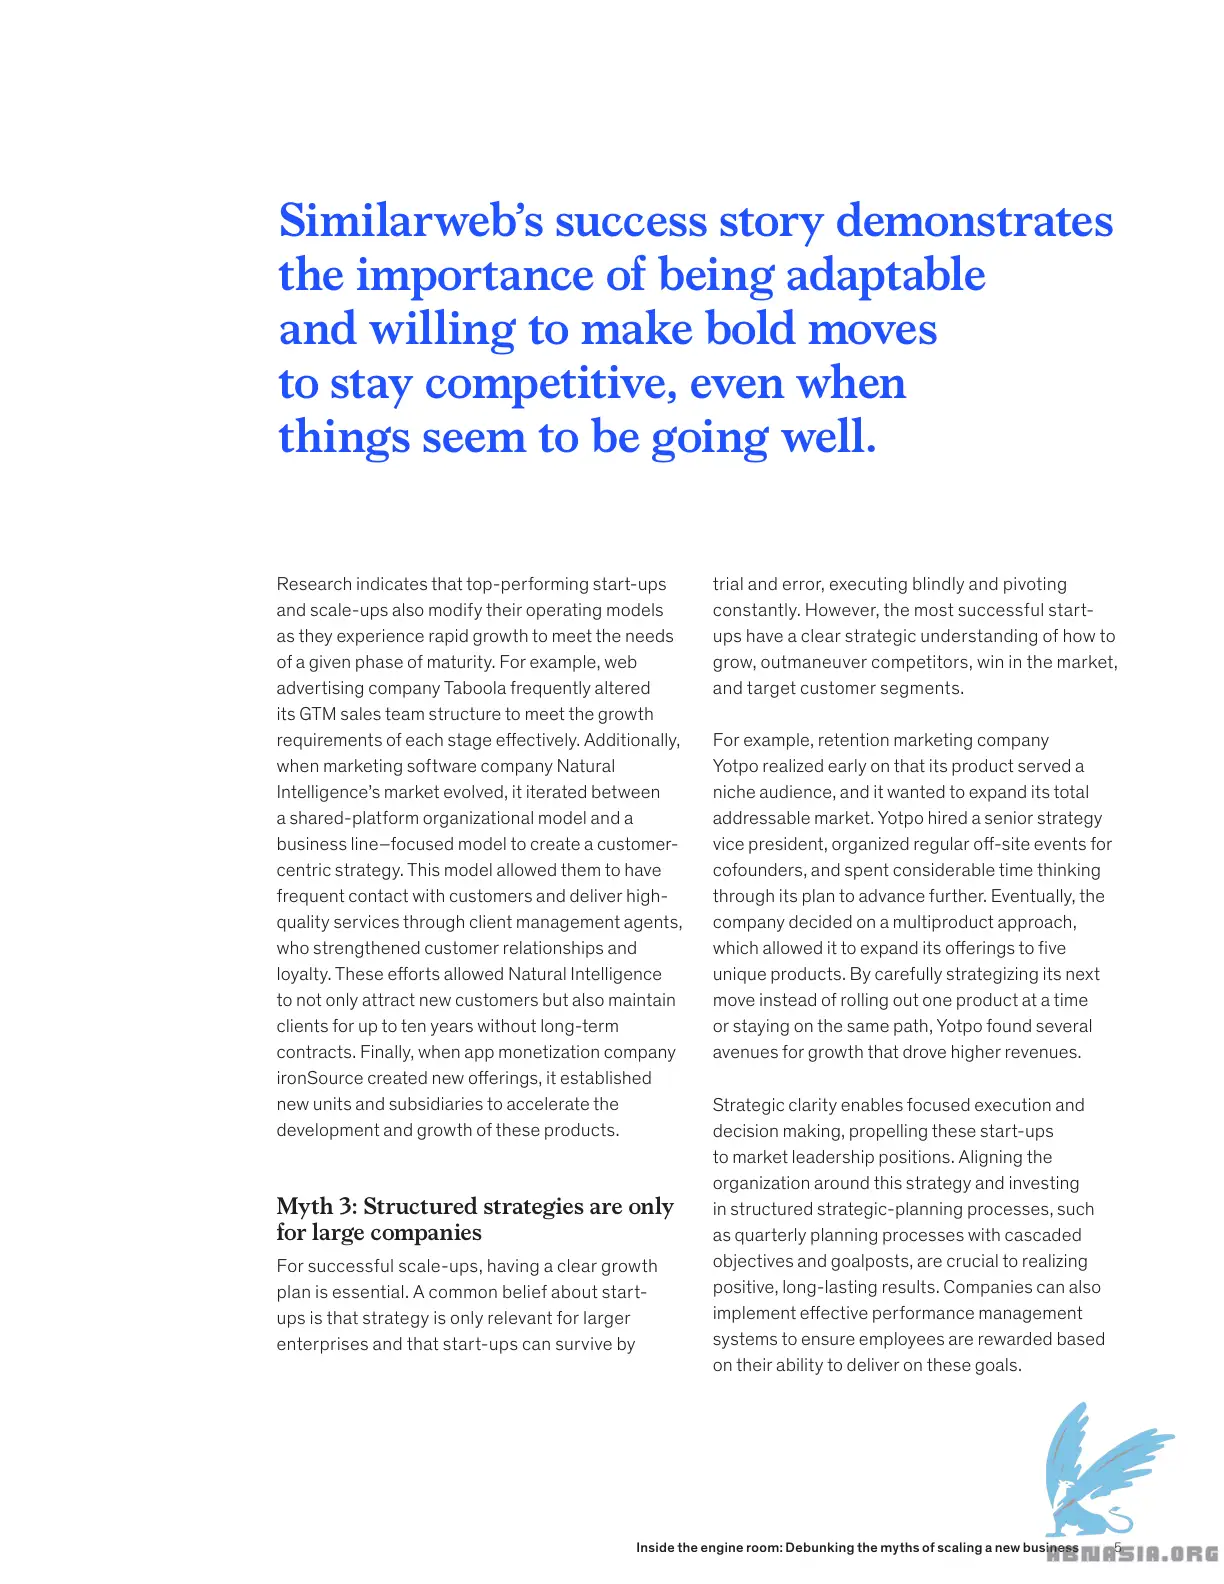 Similarweb’s success story demonstrates
the importance of being adaptable
and willing to make bold moves
to stay competitive, even when
things seem to be going well.
Research indicates that top-performing start-ups
and scale-ups also modify their operating models
as they experience rapid growth to meet the needs
of a given phase of maturity. For example, web
advertising company Taboola frequently altered
its GTM sales team structure to meet the growth
requirements of each stage effectively. Additionally,
when marketing software company Natural
Intelligence’s market evolved, it iterated between
a shared-platform organizational model and a
business line–focused model to create a customer-
centric strategy. This model allowed them to have
frequent contact with customers and deliver high-
quality services through client management agents,
who strengthened customer relationships and
loyalty. These efforts allowed Natural Intelligence
to not only attract new customers but also maintain
clients for up to ten years without long-term
contracts. Finally, when app monetization company
ironSource created new offerings, it established
new units and subsidiaries to accelerate the
development and growth of these products.
Myth 3: Structured strategies are only
for large companies
For successful scale-ups, having a clear growth
plan is essential. A common belief about start-
ups is that strategy is only relevant for larger
enterprises and that start-ups can survive by
trial and error, executing blindly and pivoting
constantly. However, the most successful start-
ups have a clear strategic understanding of how to
grow, outmaneuver competitors, win in the market,
and target customer segments.
For example, retention marketing company
Yotpo realized early on that its product served a
niche audience, and it wanted to expand its total
addressable market. Yotpo hired a senior strategy
vice president, organized regular off-site events for
cofounders, and spent considerable time thinking
through its plan to advance further. Eventually, the
company decided on a multiproduct approach,
which allowed it to expand its offerings to five
unique products. By carefully strategizing its next
move instead of rolling out one product at a time
or staying on the same path, Yotpo found several
avenues for growth that drove higher revenues.
Strategic clarity enables focused execution and
decision making, propelling these start-ups
to market leadership positions. Aligning the
organization around this strategy and investing
in structured strategic-planning processes, such
as quarterly planning processes with cascaded
objectives and goalposts, are crucial to realizing
positive, long-lasting results. Companies can also
implement effective performance management
systems to ensure employees are rewarded based
on their ability to deliver on these goals.
Inside the engine room: Debunking the myths of scaling a new business 5
ABNASIA.ORG